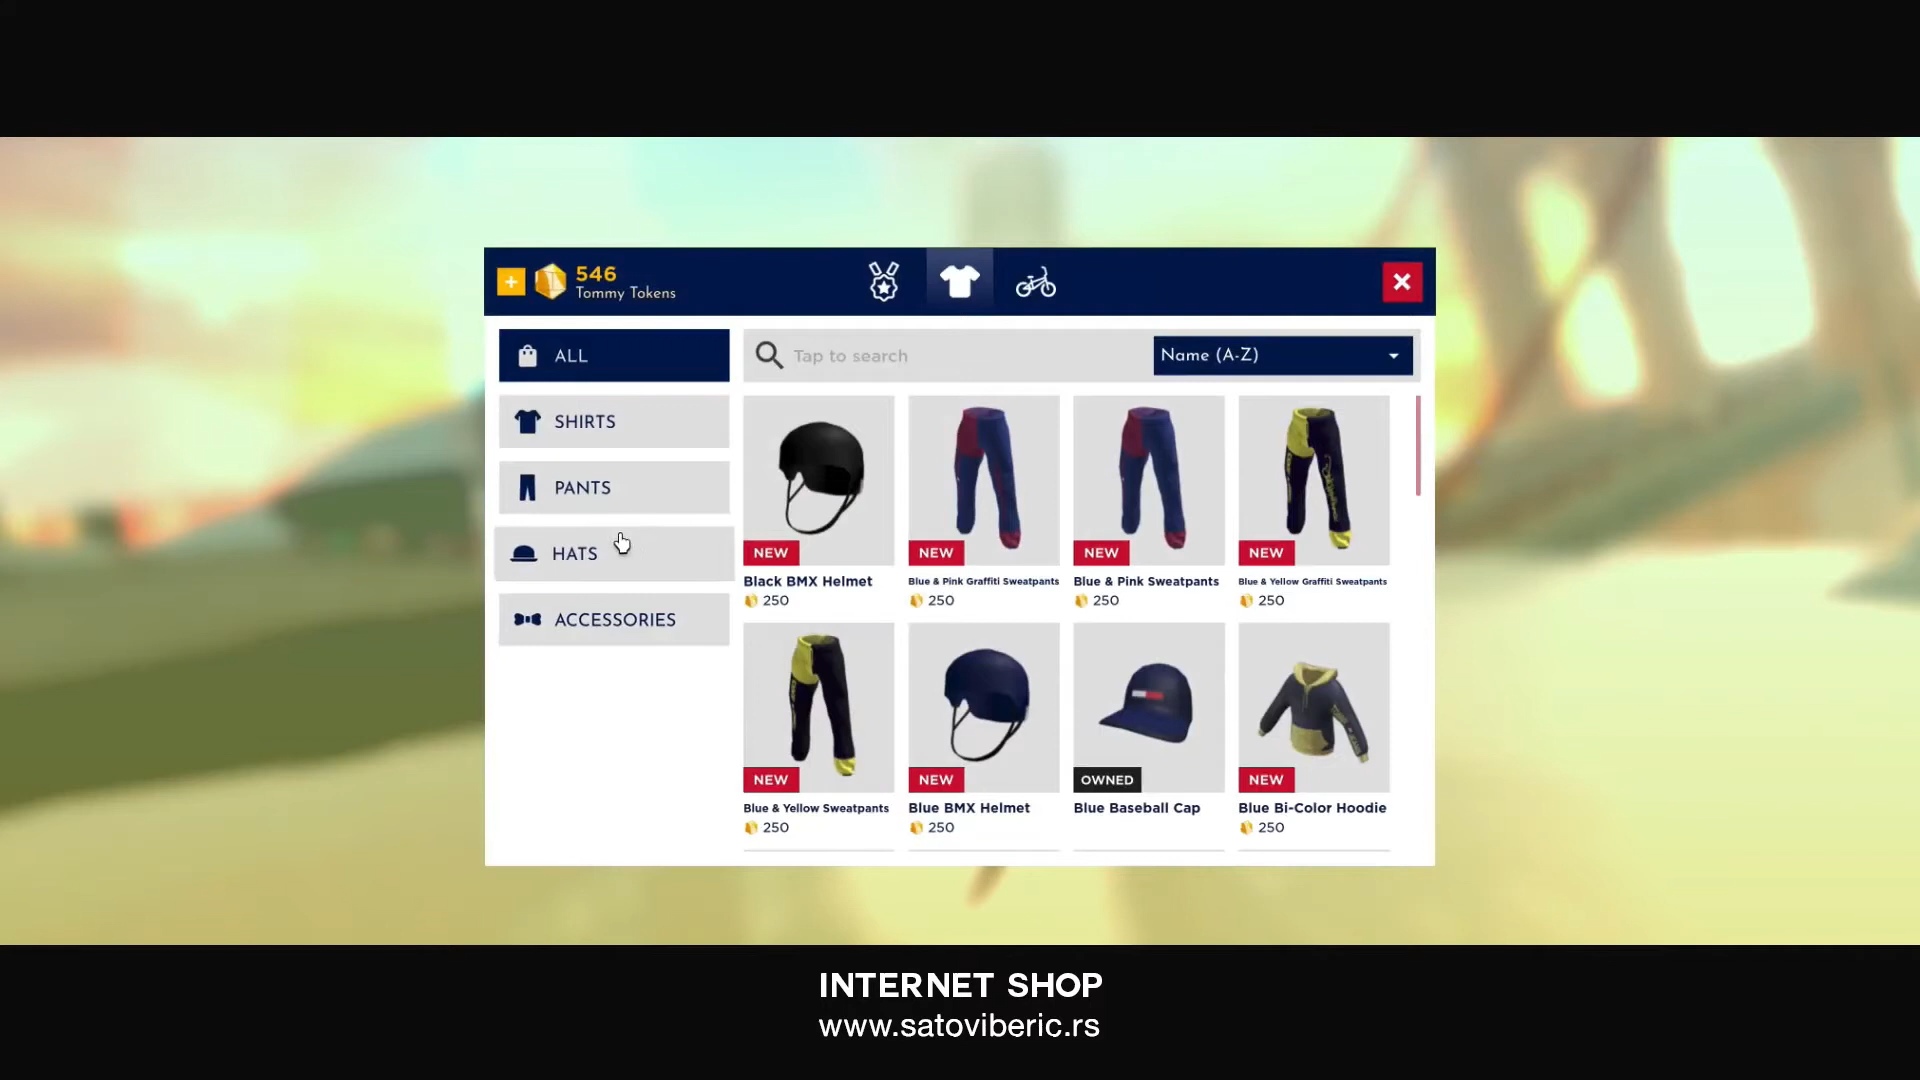 546
Tommy Tokens
ALL
Tap to search
Name (A-Z)
SHIRTS
PANTS
HATS
ACCESSORIES
NEW
NEW
NEW
NEW
Black BMX Helmet
Blue & Pink Graffiti Sweatpants
Blue & Pink Sweatpants
Blue & Yellow Graffiti Sweatpants
250
250
250
250
NEW
NEW
OWNED
NEW
Blue & Yellow Sweatpants
Blue BMX Helmet
Blue Baseball Cap
Blue Bi-Color Hoodie
250
250
250
INTERNET SHOP
www.satoviberic.rs